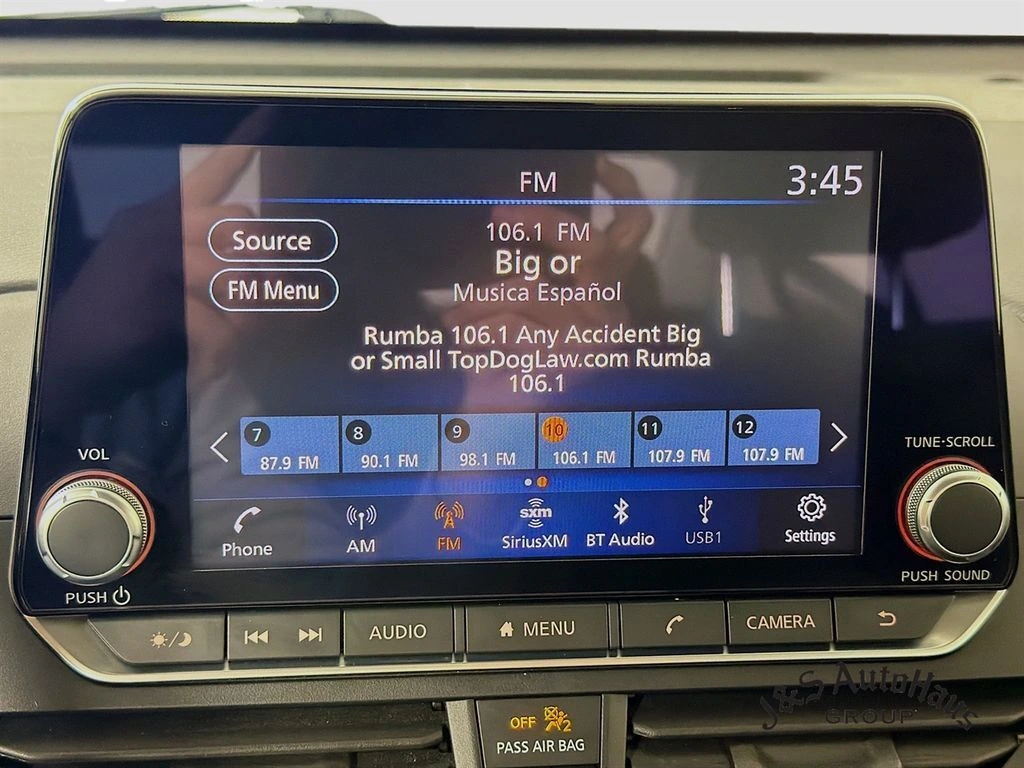 FM
3:45
Source
FM Menu
106.1 FM
Big or
Musica Español
Rumba 106.1 Any Accident Big
or Small TopDogLaw.com Rumba
106.1
7 8 9 10 11 12
87.9 FM 90.1 FM 98.1 FM 106.1 FM 107.9 FM 107.9 FM
VOL
TUNE·SCROLL
sxm
Phone AM FM SiriusXM BT Audio USB1 Settings
PUSH
PUSH SOUND
AUDIO MENU CAMERA
OFF 2
PASS AIR BAG
J&S AutoHaus
GROUP